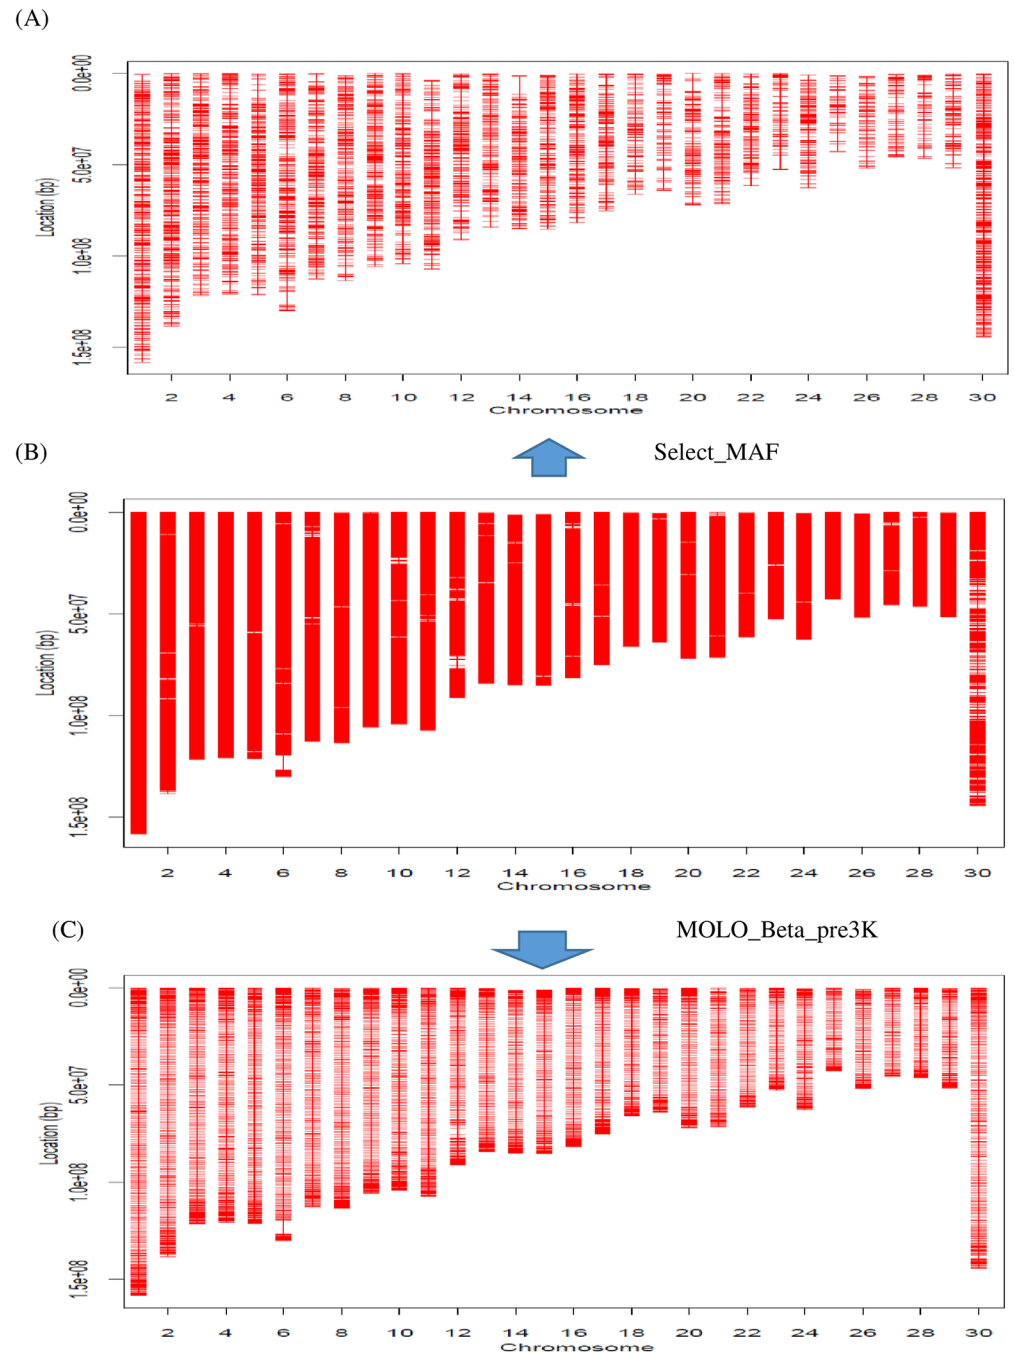 (A)
Location (bp)
0.0e+00
5.0e+07
1.0e+08
1.5e+08
2 4 6 8 10 12 14 16 18 20 22 24 26 28 30
Chromosome
(B)
Select_MAF
Location (bp)
0.0e+00
5.0e+07
1.0e+08
1.5e+08
2 4 6 8 10 12 14 16 18 20 22 24 26 28 30
Chromosome
(C)
MOLO_Beta_pre3K
Location (bp)
0.0e+00
5.0e+07
1.0e+08
1.5e+08
2 4 6 8 10 12 14 16 18 20 22 24 26 28 30
Chromosome